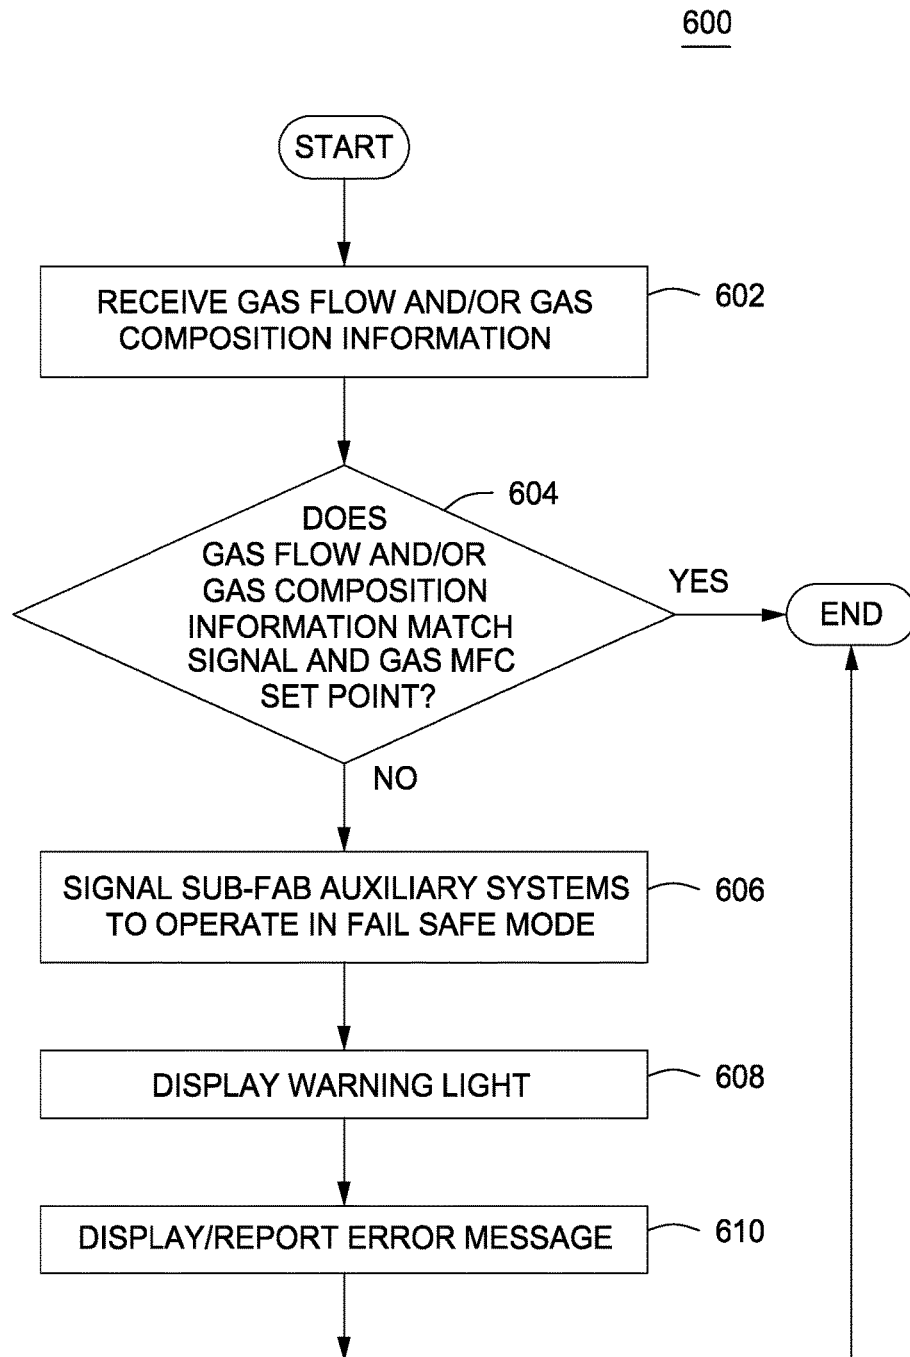 600
START
RECEIVE GAS FLOW AND/OR GAS
COMPOSITION INFORMATION
602
604
DOES
GAS FLOW AND/OR
GAS COMPOSITION
INFORMATION MATCH
SIGNAL AND GAS MFC
SET POINT?
YES
END
NO
SIGNAL SUB-FAB AUXILIARY SYSTEMS
TO OPERATE IN FAIL SAFE MODE
606
DISPLAY WARNING LIGHT
608
DISPLAY/REPORT ERROR MESSAGE
610